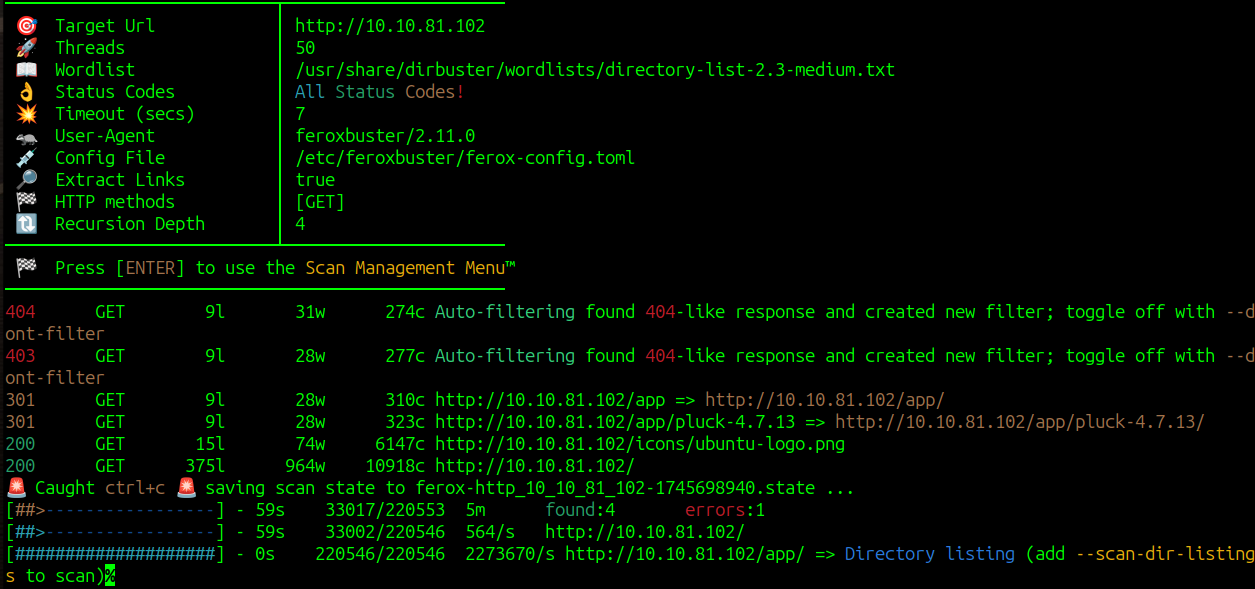 🎯 Target Url │ http://10.10.81.102
🚀 Threads │ 50
📖 Wordlist │ /usr/share/dirbuster/wordlists/directory-list-2.3-medium.txt
👌 Status Codes │ All Status Codes!
💥 Timeout (secs) │ 7
🦡 User-Agent │ feroxbuster/2.11.0
💉 Config File │ /etc/feroxbuster/ferox-config.toml
🔎 Extract Links │ true
🏁 HTTP methods │ [GET]
🔃 Recursion Depth │ 4
🏁 Press [ENTER] to use the Scan Management Menu™
404 GET 9l 31w 274c Auto-filtering found 404-like response and created new filter; toggle off with --d
ont-filter
403 GET 9l 28w 277c Auto-filtering found 404-like response and created new filter; toggle off with --d
ont-filter
301 GET 9l 28w 310c http://10.10.81.102/app => http://10.10.81.102/app/
301 GET 9l 28w 323c http://10.10.81.102/app/pluck-4.7.13 => http://10.10.81.102/app/pluck-4.7.13/
200 GET 15l 74w 6147c http://10.10.81.102/icons/ubuntu-logo.png
200 GET 375l 964w 10918c http://10.10.81.102/
🚨 Caught ctrl+c 🚨 saving scan state to ferox-http_10_10_81_102-1745698940.state ...
[##>-----------------] - 59s 33017/220553 5m found:4 errors:1
[##>-----------------] - 59s 33002/220546 564/s http://10.10.81.102/
[####################] - 0s 220546/220546 2273670/s http://10.10.81.102/app/ => Directory listing (add --scan-dir-listing
s to scan)%